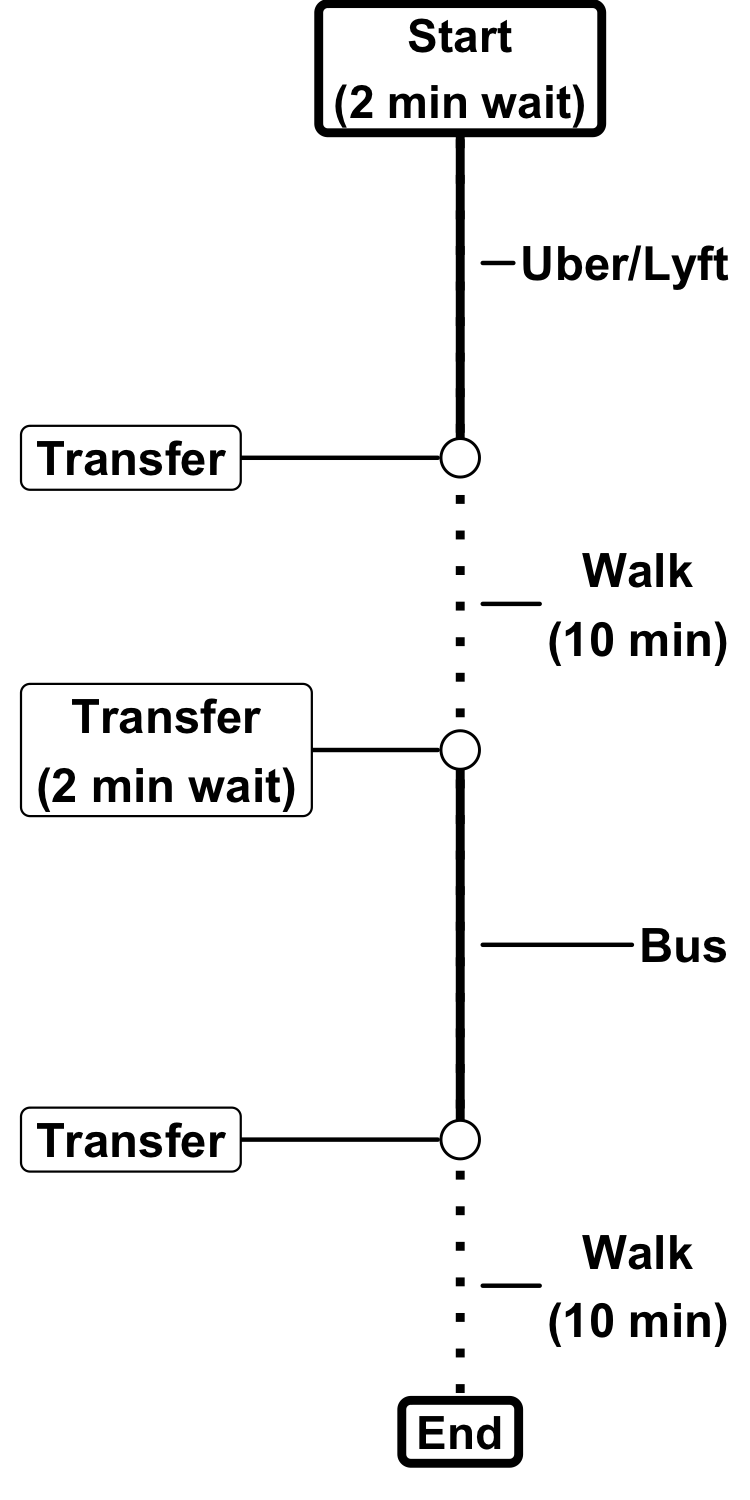 Start
(2 min wait)
Uber/Lyft
Transfer
Walk
(10 min)
Transfer
(2 min wait)
Bus
Transfer
Walk
(10 min)
End